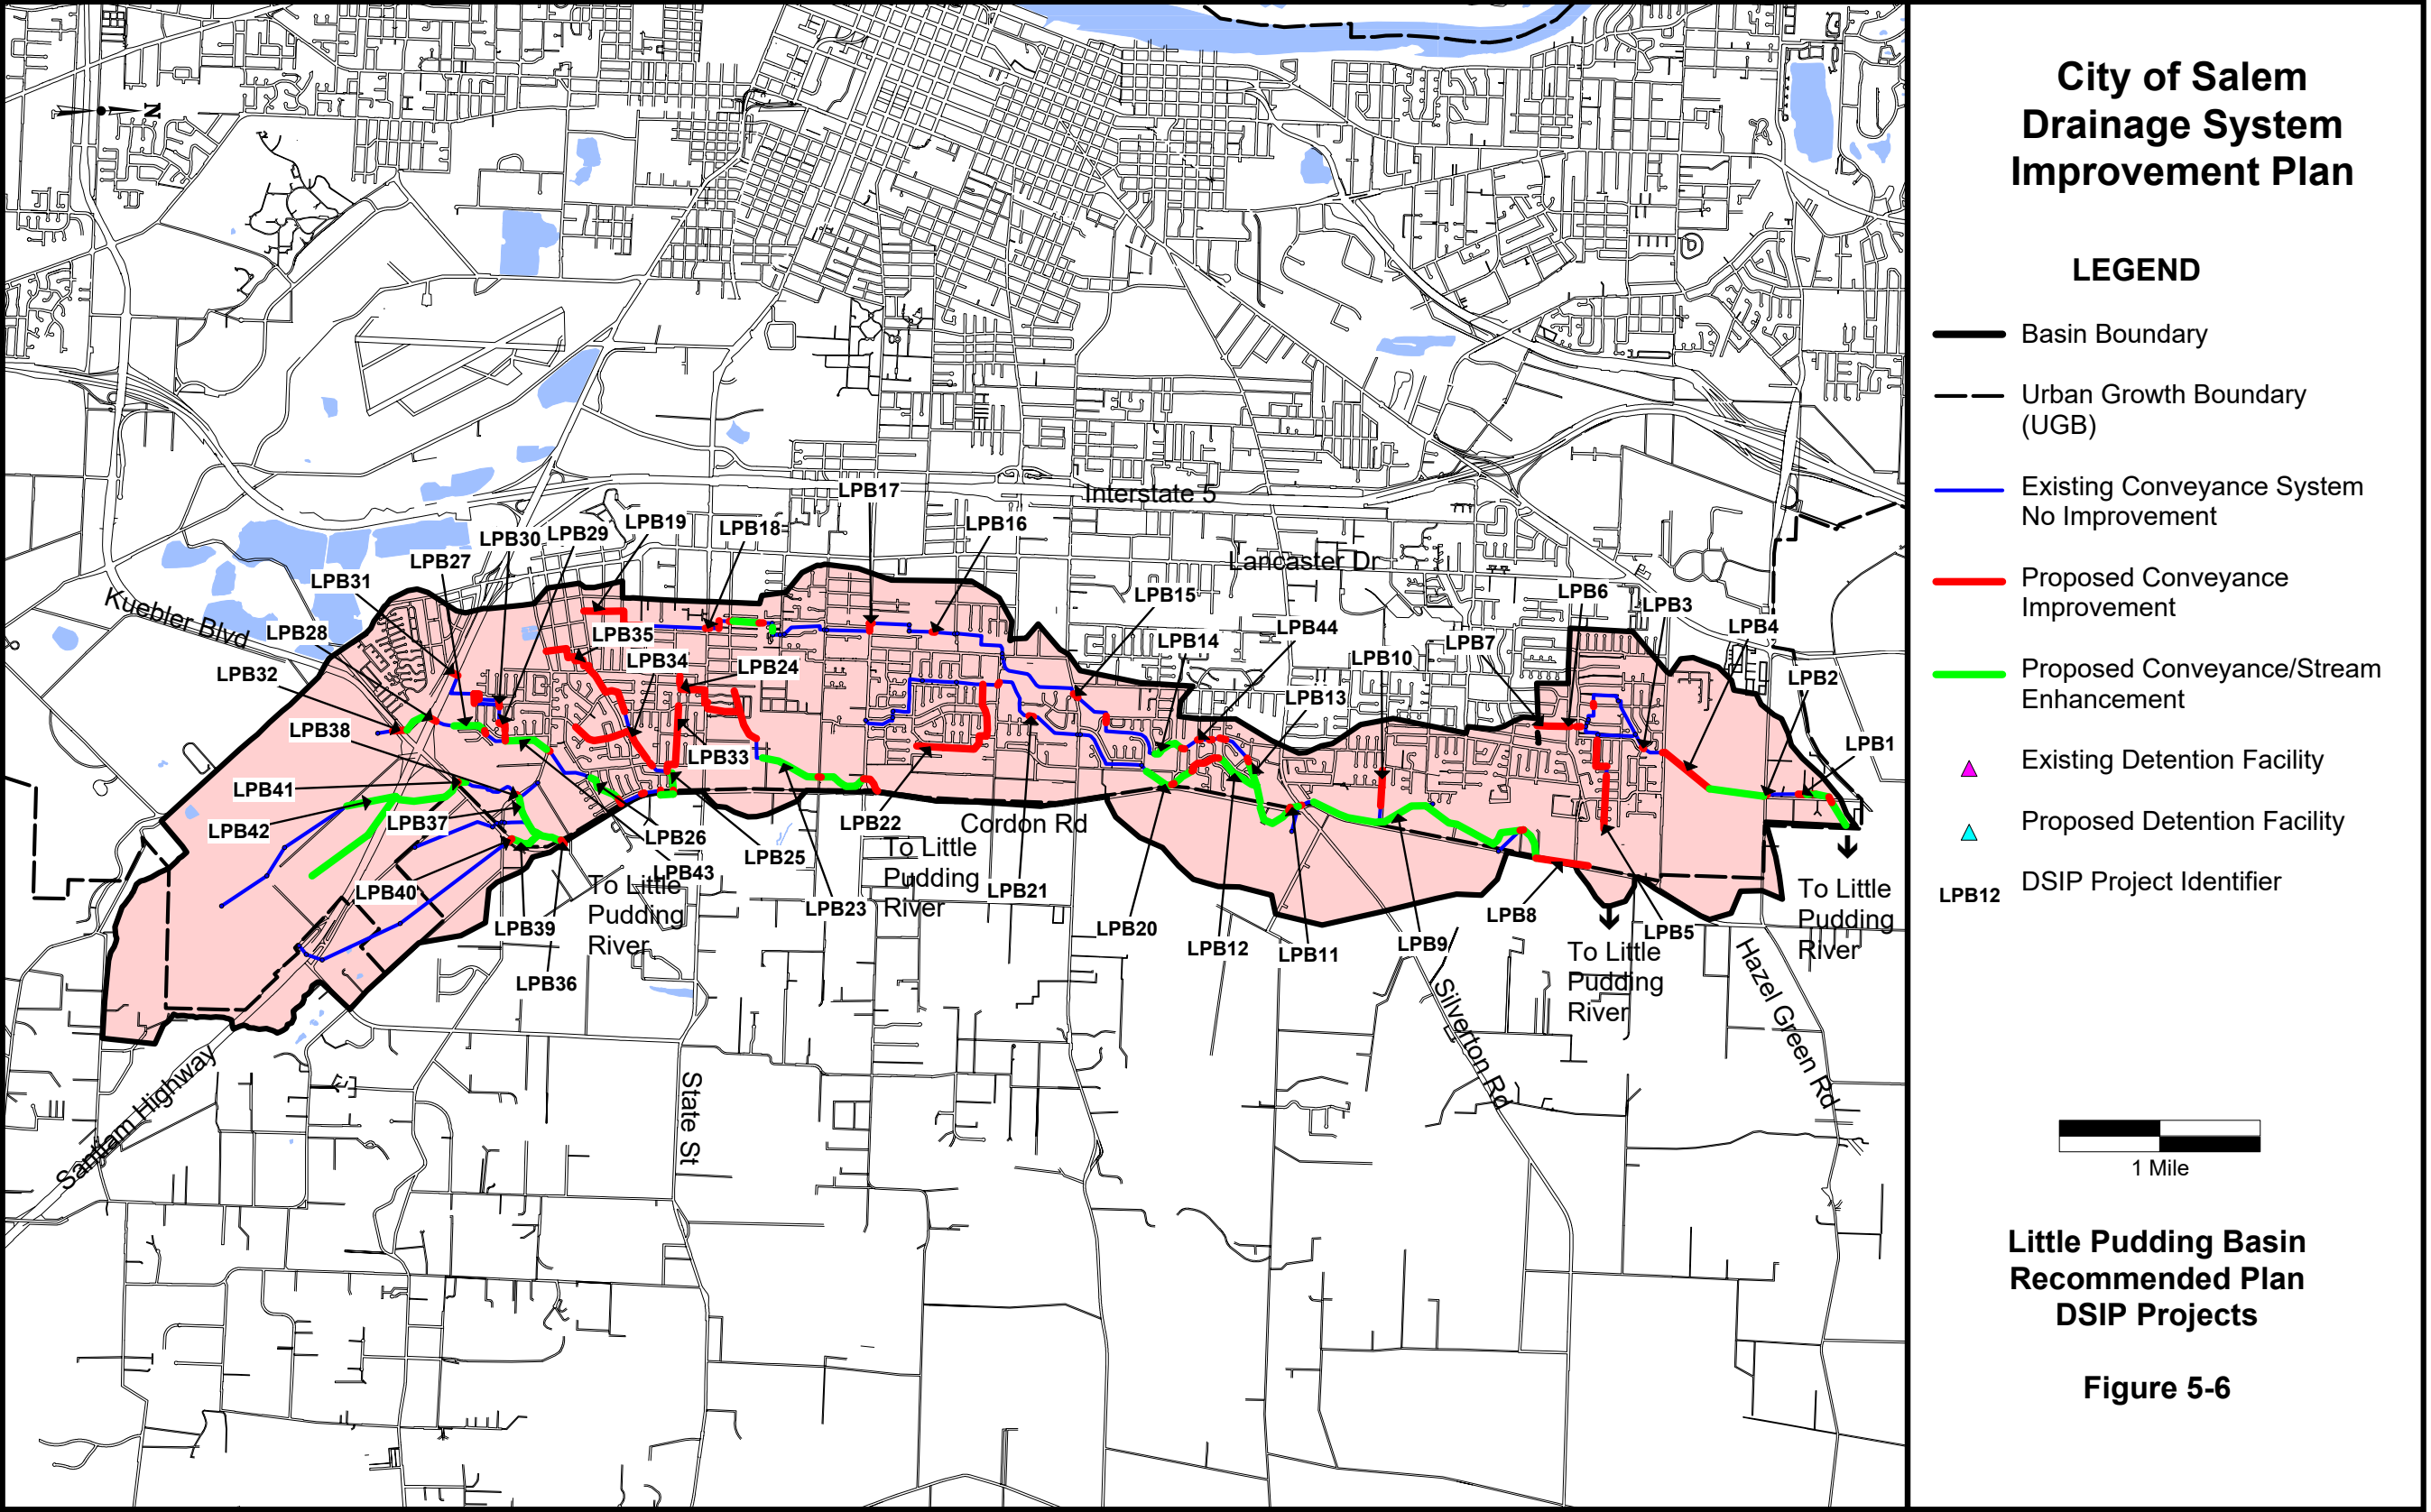 City of Salem
Drainage System
Improvement Plan
LEGEND
Basin Boundary
Urban Growth Boundary
(UGB)
Existing Conveyance System
No Improvement
Proposed Conveyance
Improvement
Proposed Conveyance/Stream
Enhancement
Existing Detention Facility
Proposed Detention Facility
LPB12 DSIP Project Identifier
1 Mile
Little Pudding Basin
Recommended Plan
DSIP Projects
Figure 5-6
N
Interstate 5
Lancaster Dr
Kuebler Blvd
Cordon Rd
Santiam Highway
State St
Silverton Rd
Hazel Green Rd
To Little
Pudding
River
To Little
Pudding
River
To Little
Pudding
River
To Little
Pudding
River
LPB17
LPB16
LPB18
LPB19
LPB29
LPB30
LPB27
LPB31
LPB28
LPB32
LPB38
LPB41
LPB42
LPB37
LPB40
LPB39
LPB36
LPB35
LPB34
LPB24
LPB33
LPB26
LPB43
LPB25
LPB23
LPB22
LPB21
LPB20
LPB15
LPB14
LPB44
LPB13
LPB12
LPB11
LPB10
LPB9
LPB8
LPB7
LPB6
LPB5
LPB3
LPB4
LPB2
LPB1